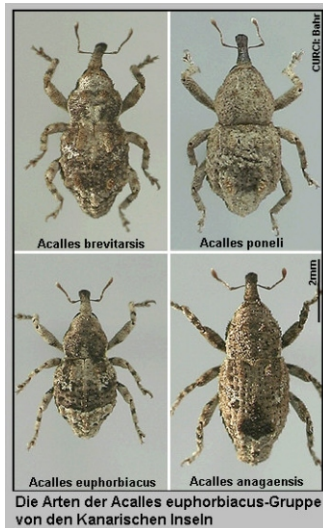 CURCI: Bahr
Acalles brevitarsis
Acalles poneli
2mm
Acalles euphorbiacus
Acalles anagaensis
Die Arten der Acalles euphorbiacus-Gruppe
von den Kanarischen Inseln